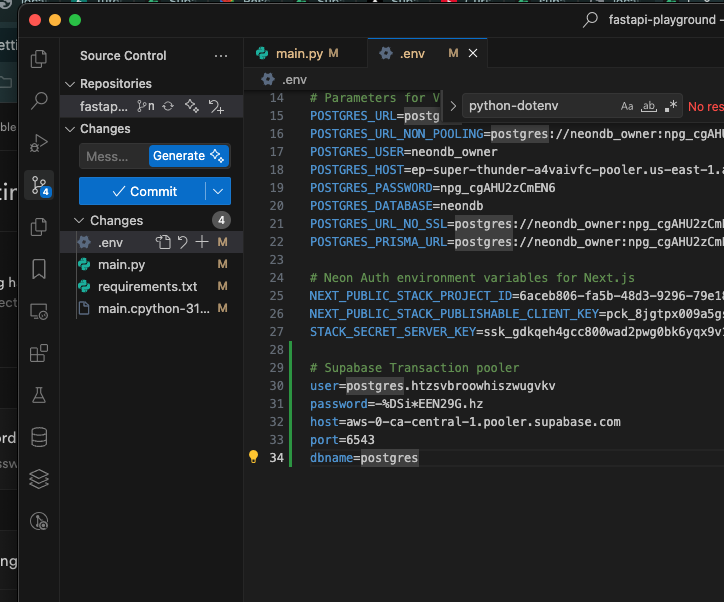 fastapi-playground –
Source Control
main.py M
.env M
Repositories
fastap...
Changes
Mess... Generate
Commit
Changes 4
.env M
main.py M
requirements.txt M
main.cpython-31... M
4
.env
python-dotenv Aa ab .* No res
14 # Parameters for V
15 POSTGRES_URL=postg
16 POSTGRES_URL_NON_POOLING=postgres://neondb_owner:npg_cgAHU
17 POSTGRES_USER=neondb_owner
18 POSTGRES_HOST=ep-super-thunder-a4vaivfc-pooler.us-east-1.a
19 POSTGRES_PASSWORD=npg_cgAHU2zCmEN6
20 POSTGRES_DATABASE=neondb
21 POSTGRES_URL_NO_SSL=postgres://neondb_owner:npg_cgAHU2zCm
22 POSTGRES_PRISMA_URL=postgres://neondb_owner:npg_cgAHU2zCm
23
24 # Neon Auth environment variables for Next.js
25 NEXT_PUBLIC_STACK_PROJECT_ID=6aceb806-fa5b-48d3-9296-79e18
26 NEXT_PUBLIC_STACK_PUBLISHABLE_CLIENT_KEY=pck_8jgtpx009a5gs
27 STACK_SECRET_SERVER_KEY=ssk_gdkqeh4gcc800wad2pwg0bk6yqx9v
28
29 # Supabase Transaction pooler
30 user=postgres.htzsvbroowhiszwugvkv
31 password=-%DSi*EEN29G.hz
32 host=aws-0-ca-central-1.pooler.supabase.com
33 port=6543
34 dbname=postgres